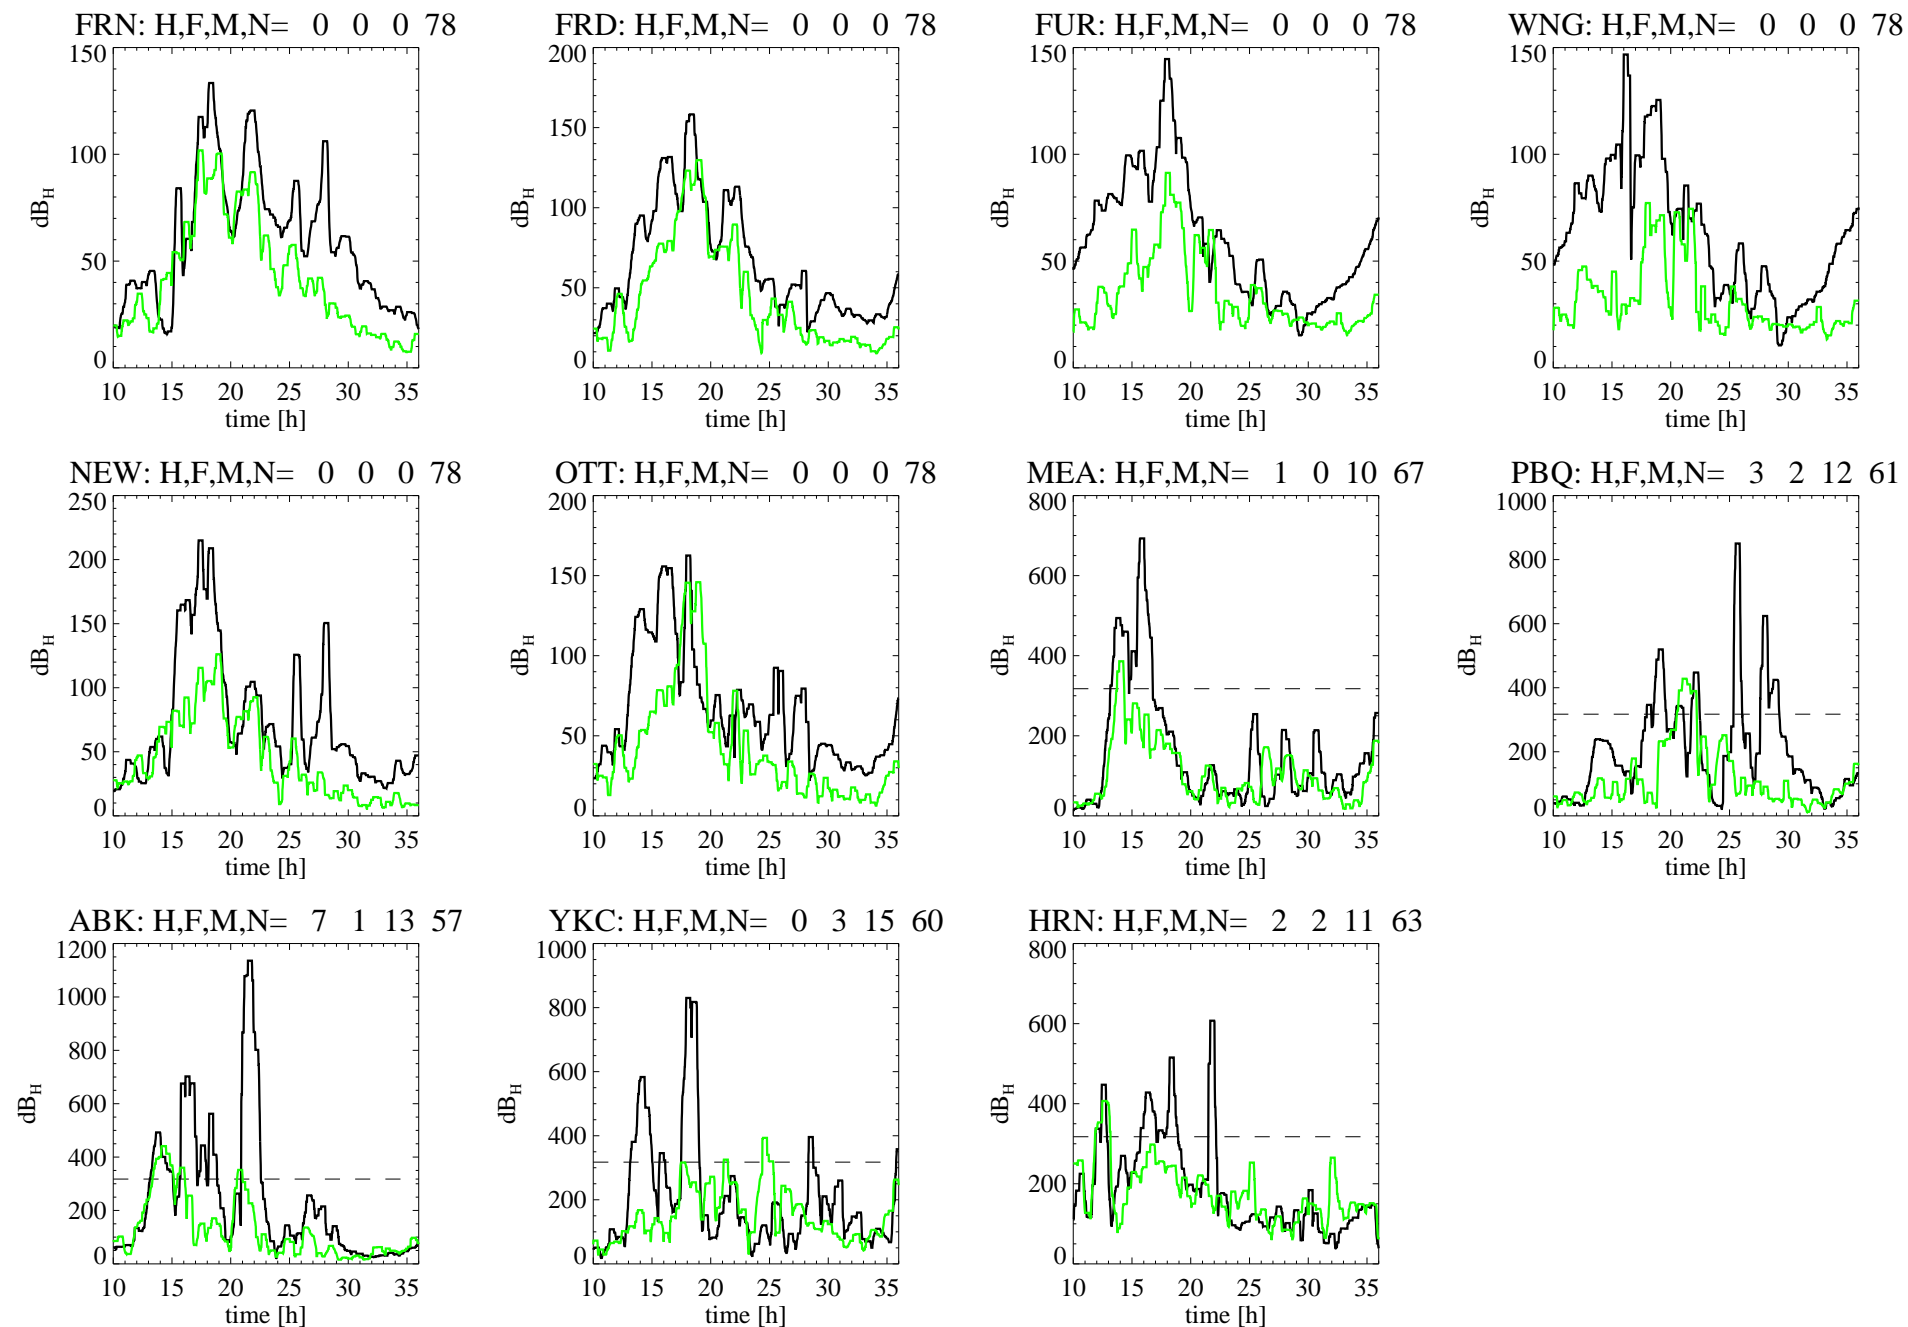 FRN: H,F,M,N= 0 0 0 78
FRD: H,F,M,N= 0 0 0 78
FUR: H,F,M,N= 0 0 0 78
WNG: H,F,M,N= 0 0 0 78
150
100
50
0
dB_H
10 15 20 25 30 35
time [h]
200
150
100
50
0
dB_H
10 15 20 25 30 35
time [h]
150
100
50
0
dB_H
10 15 20 25 30 35
time [h]
150
100
50
0
dB_H
10 15 20 25 30 35
time [h]
NEW: H,F,M,N= 0 0 0 78
OTT: H,F,M,N= 0 0 0 78
MEA: H,F,M,N= 1 0 10 67
PBQ: H,F,M,N= 3 2 12 61
250
200
150
100
50
0
dB_H
10 15 20 25 30 35
time [h]
200
150
100
50
0
dB_H
10 15 20 25 30 35
time [h]
800
600
400
200
0
dB_H
10 15 20 25 30 35
time [h]
1000
800
600
400
200
0
dB_H
10 15 20 25 30 35
time [h]
ABK: H,F,M,N= 7 1 13 57
YKC: H,F,M,N= 0 3 15 60
HRN: H,F,M,N= 2 2 11 63
1200
1000
800
600
400
200
0
dB_H
10 15 20 25 30 35
time [h]
1000
800
600
400
200
0
dB_H
10 15 20 25 30 35
time [h]
800
600
400
200
0
dB_H
10 15 20 25 30 35
time [h]